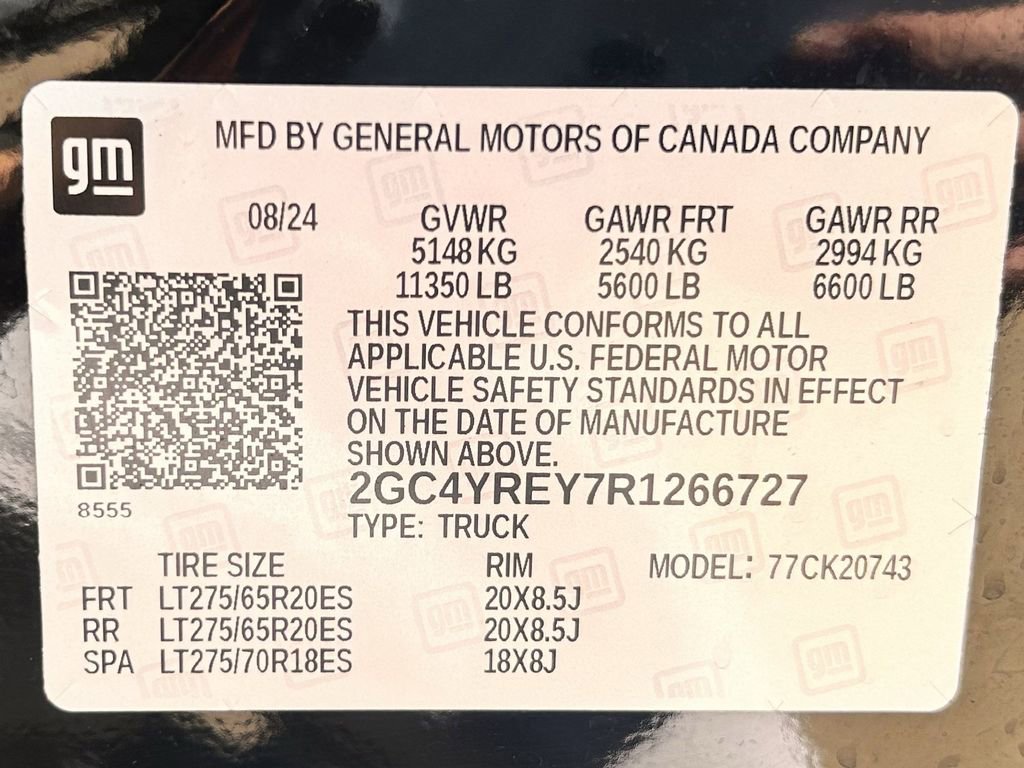 gm MFD BY GENERAL MOTORS OF CANADA COMPANY
08/24 GVWR GAWR FRT GAWR RR
5148 KG 2540 KG 2994 KG
11350 LB 5600 LB 6600 LB
THIS VEHICLE CONFORMS TO ALL
APPLICABLE U.S. FEDERAL MOTOR
VEHICLE SAFETY STANDARDS IN EFFECT
ON THE DATE OF MANUFACTURE
SHOWN ABOVE.
2GC4YREY7R1266727
8555
TYPE: TRUCK
TIRE SIZE RIM MODEL: 77CK20743
FRT LT275/65R20ES 20X8.5J
RR LT275/65R20ES 20X8.5J
SPA LT275/70R18ES 18X8J